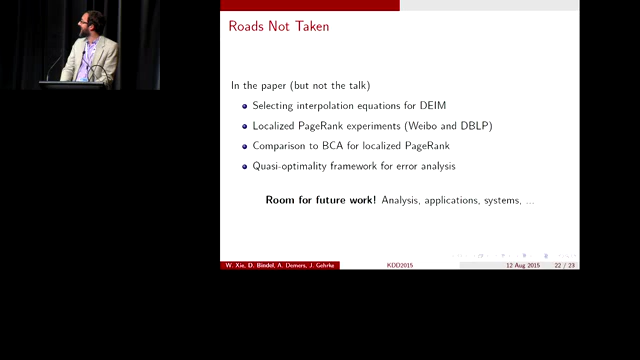 Roads Not Taken
In the paper (but not the talk)
Selecting interpolation equations for DEIM
Localized PageRank experiments (Weibo and DBLP)
Comparison to BCA for localized PageRank
Quasi-optimality framework for error analysis
Room for future work! Analysis, applications, systems, ...
W. Xie, D. Bindel, A. Demers, J. Gehrke KDD2015 12 Aug 2015 22 / 23